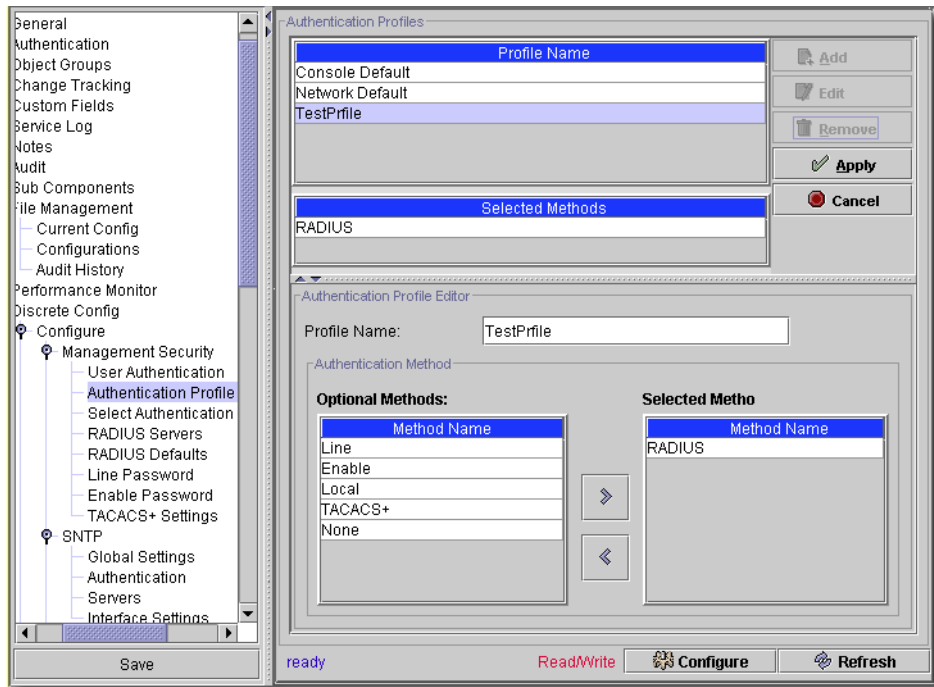 General
Authentication
Object Groups
Change Tracking
Custom Fields
Service Log
Notes
Audit
Sub Components
File Management
Current Config
Configurations
Audit History
Performance Monitor
Discrete Config
Configure
Management Security
User Authentication
Authentication Profile
Select Authentication
RADIUS Servers
RADIUS Defaults
Line Password
Enable Password
TACACS+ Settings
SNTP
Global Settings
Authentication
Servers
Interface Settings
Save
Authentication Profiles
Profile Name
Console Default
Network Default
TestPrfile
Add
Edit
Remove
Apply
Cancel
Selected Methods
RADIUS
Authentication Profile Editor
Profile Name: TestPrfile
Authentication Method
Optional Methods:
Method Name
Line
Enable
Local
TACACS+
None
Selected Metho
Method Name
RADIUS
ready
Read/Write
Configure
Refresh